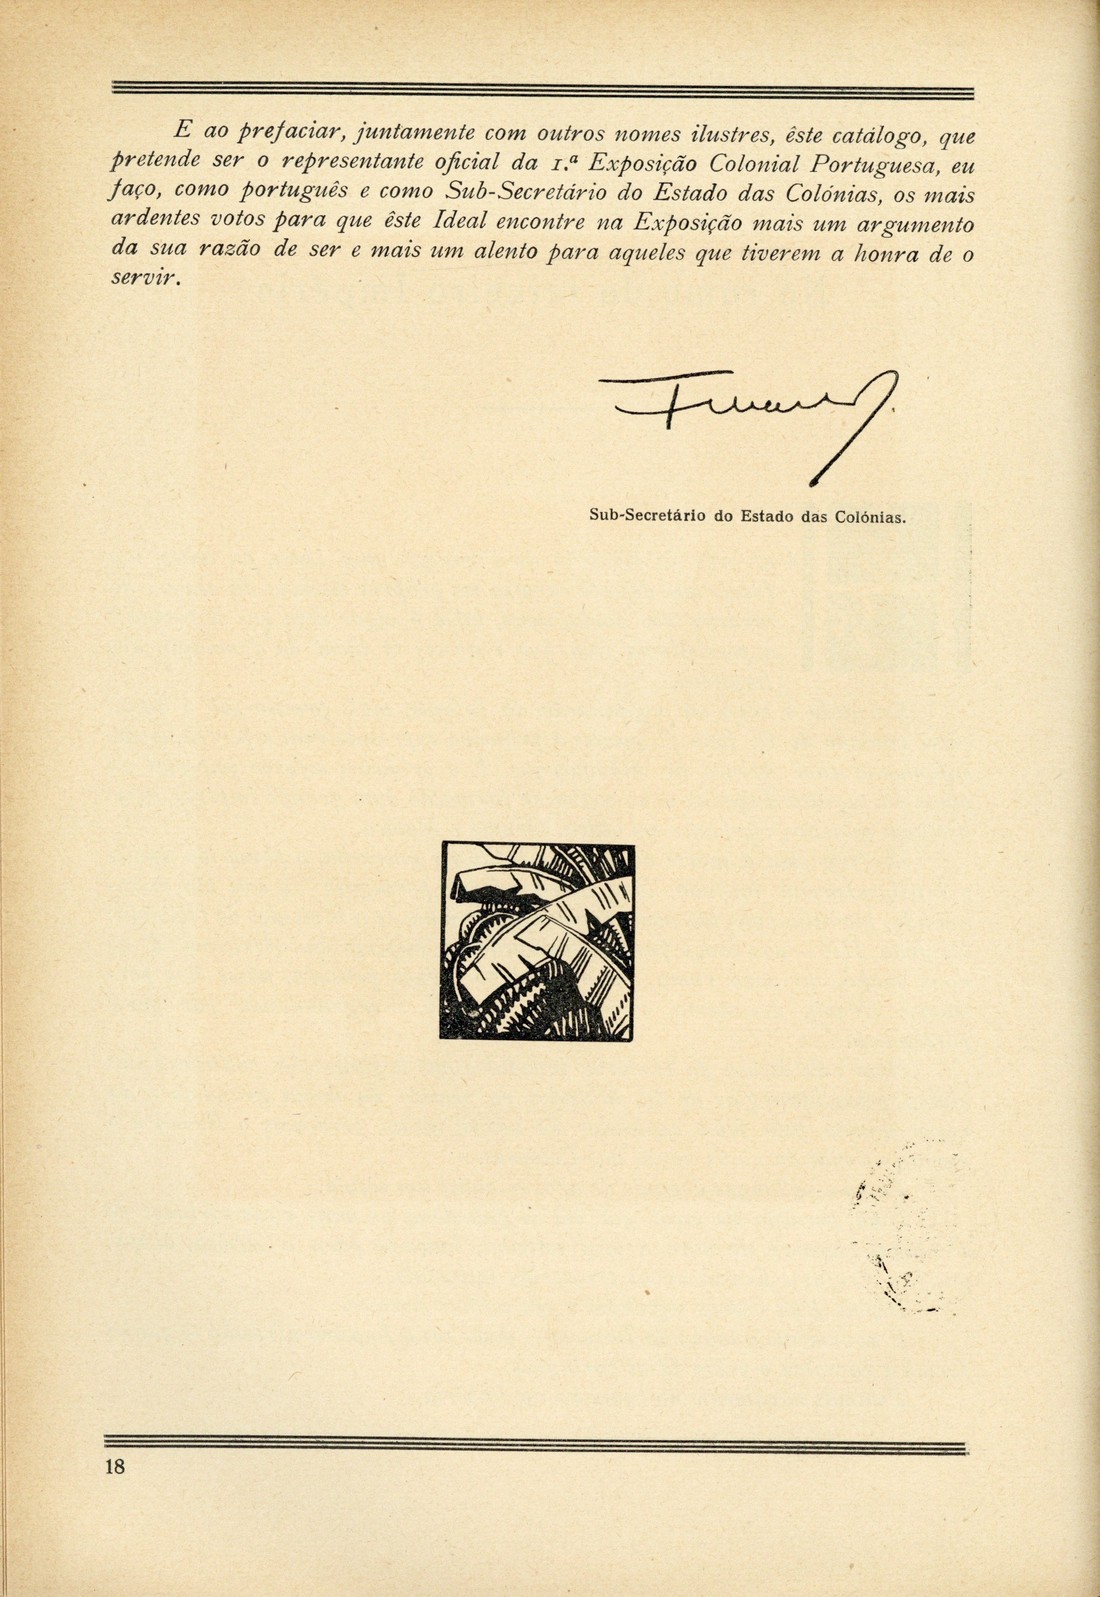 E ao prefaciar, juntamente com outros nomes ilustres, êste catálogo, que
pretende ser o representante oficial da 1.ª Exposição Colonial Portuguesa, eu
faço, como português e como Sub-Secretário do Estado das Colónias, os mais
ardentes votos para que êste Ideal encontre na Exposição mais um argumento
da sua razão de ser e mais um alento para aqueles que tiverem a honra de o
servir.
Sub-Secretário do Estado das Colónias.
18